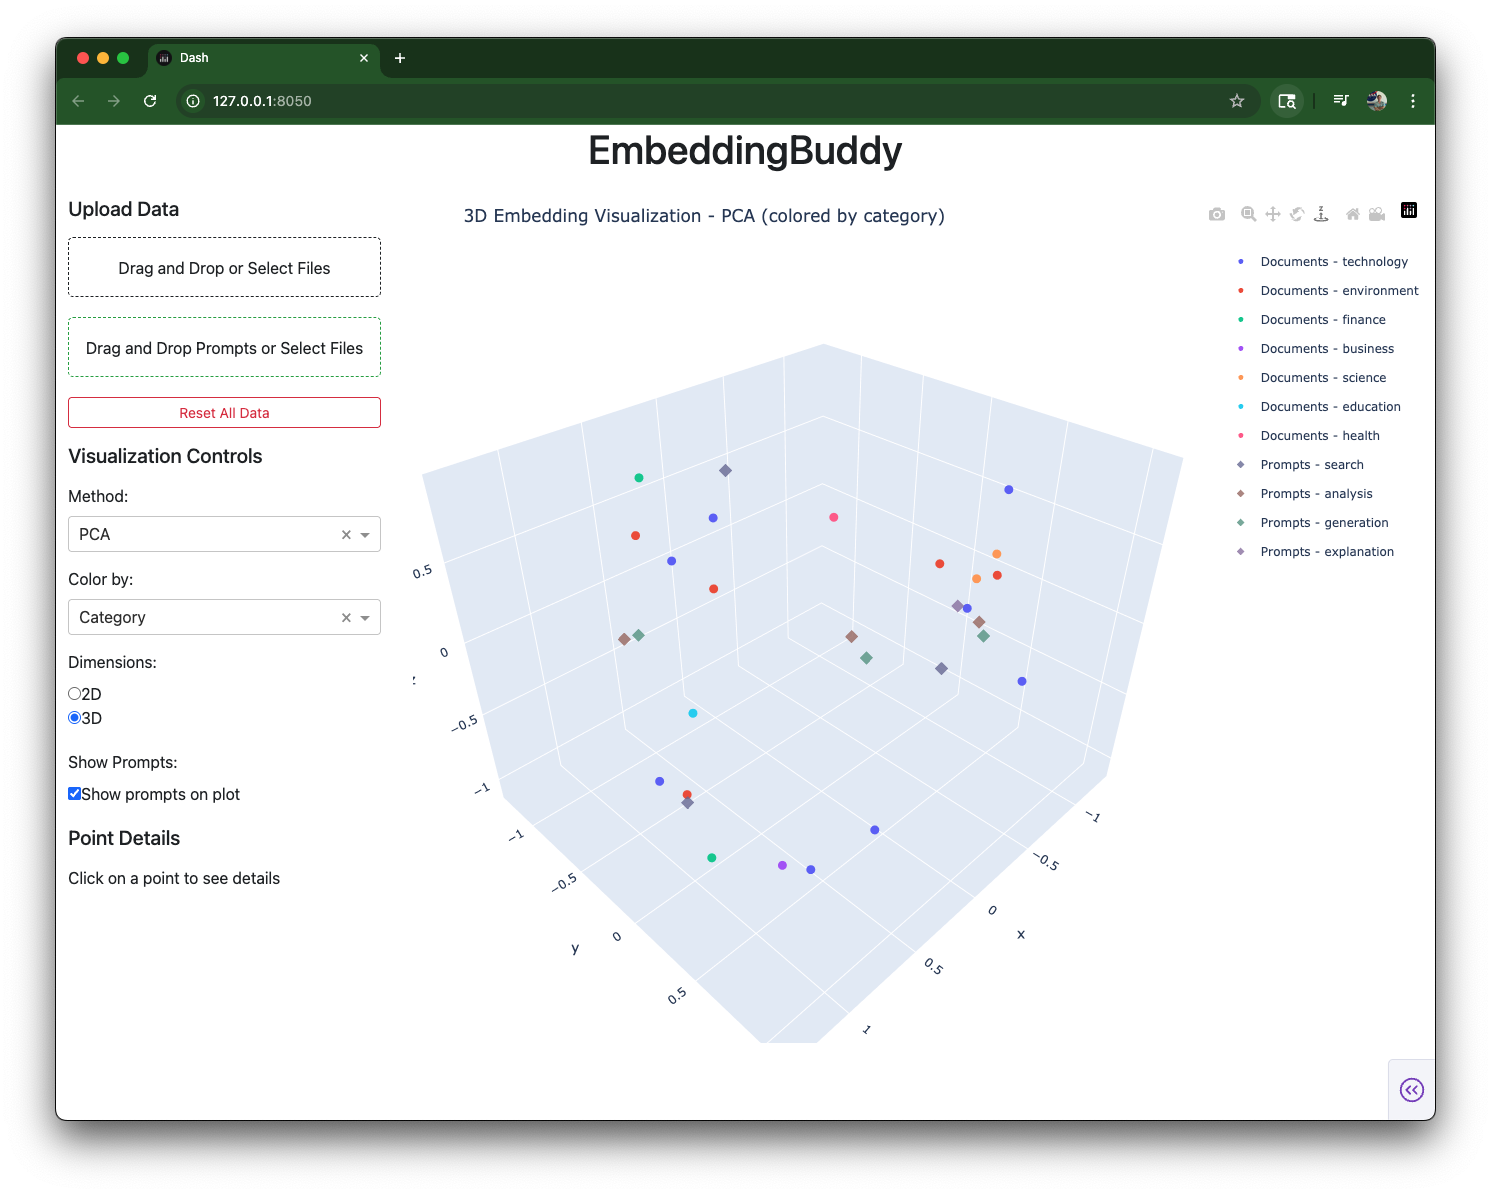 Dash
127.0.0.1:8050
EmbeddingBuddy
Upload Data
Drag and Drop or Select Files
Drag and Drop Prompts or Select Files
Reset All Data
Visualization Controls
Method:
PCA
Color by:
Category
Dimensions:
2D
3D
Show Prompts:
Show prompts on plot
Point Details
Click on a point to see details
3D Embedding Visualization - PCA (colored by category)
Documents - technology
Documents - environment
Documents - finance
Documents - business
Documents - science
Documents - education
Documents - health
Prompts - search
Prompts - analysis
Prompts - generation
Prompts - explanation
0.5
0
−0.5
−1
−1
−0.5
0
0.5
y
−1
−0.5
0
0.5
1
x